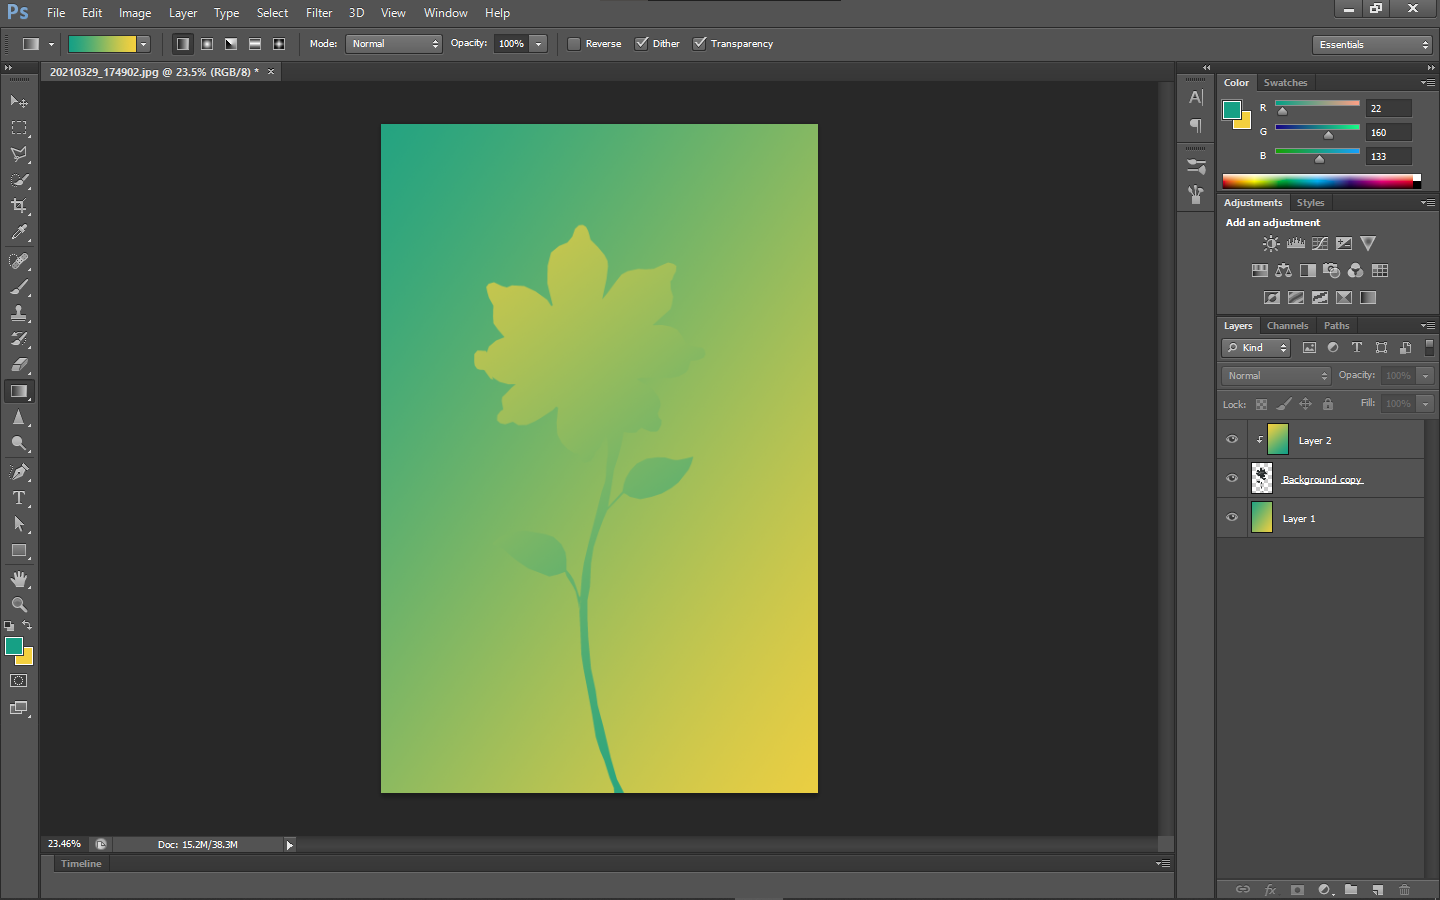 Ps File Edit Image Layer Type Select Filter 3D View Window Help
Mode: Normal Opacity: 100% Reverse Dither Transparency Essentials
20210329_174902.jpg @ 23.5% (RGB/8) * ×
Color Swatches
R 22
G 160
B 133
Adjustments Styles
Add an adjustment
Layers Channels Paths
Kind
Normal Opacity: 100%
Lock: Fill: 100%
Layer 2
Background copy
Layer 1
23.46% Doc: 15.2M/38.3M
Timeline
fx